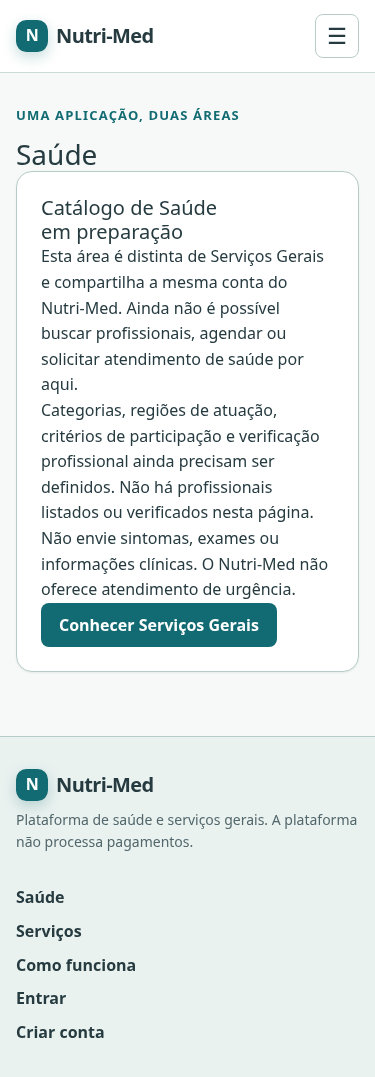 N Nutri-Med ☰
UMA APLICAÇÃO, DUAS ÁREAS
Saúde
Catálogo de Saúde
em preparação
Esta área é distinta de Serviços Gerais
e compartilha a mesma conta do
Nutri-Med. Ainda não é possível
buscar profissionais, agendar ou
solicitar atendimento de saúde por
aqui.
Categorias, regiões de atuação,
critérios de participação e verificação
profissional ainda precisam ser
definidos. Não há profissionais
listados ou verificados nesta página.
Não envie sintomas, exames ou
informações clínicas. O Nutri-Med não
oferece atendimento de urgência.
Conhecer Serviços Gerais
N Nutri-Med
Plataforma de saúde e serviços gerais. A plataforma
não processa pagamentos.
Saúde
Serviços
Como funciona
Entrar
Criar conta